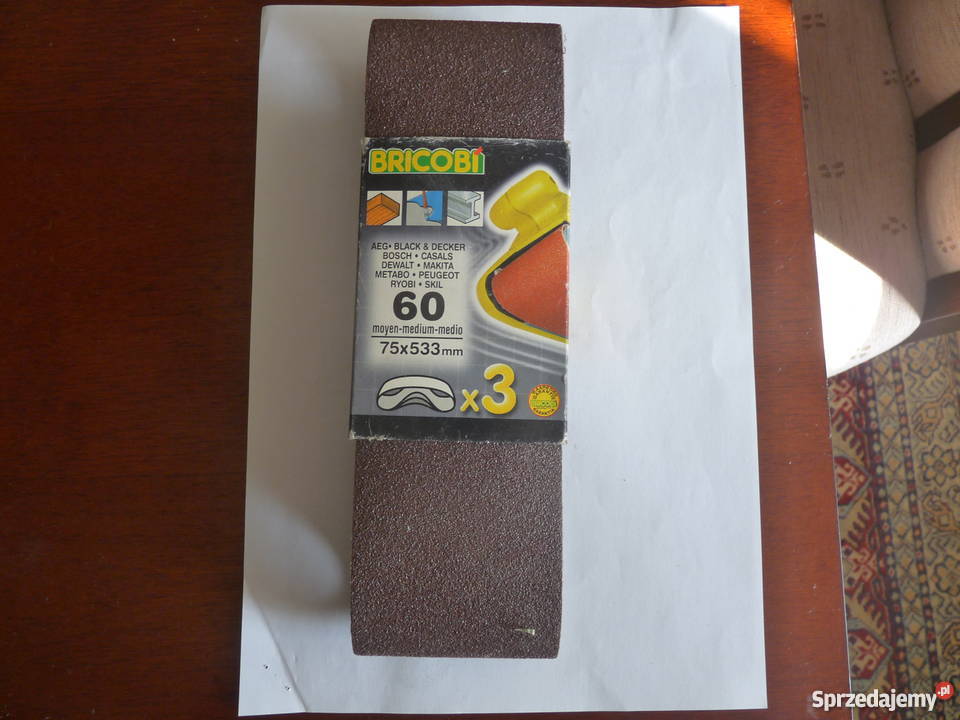 BRICOBI
AEG • BLACK & DECKER
BOSCH • CASALS
DEWALT • MAKITA
METABO • PEUGEOT
RYOBI • SKIL
60
moyen-medium-medio
75x533mm
x3
Sprzedajemy.pl